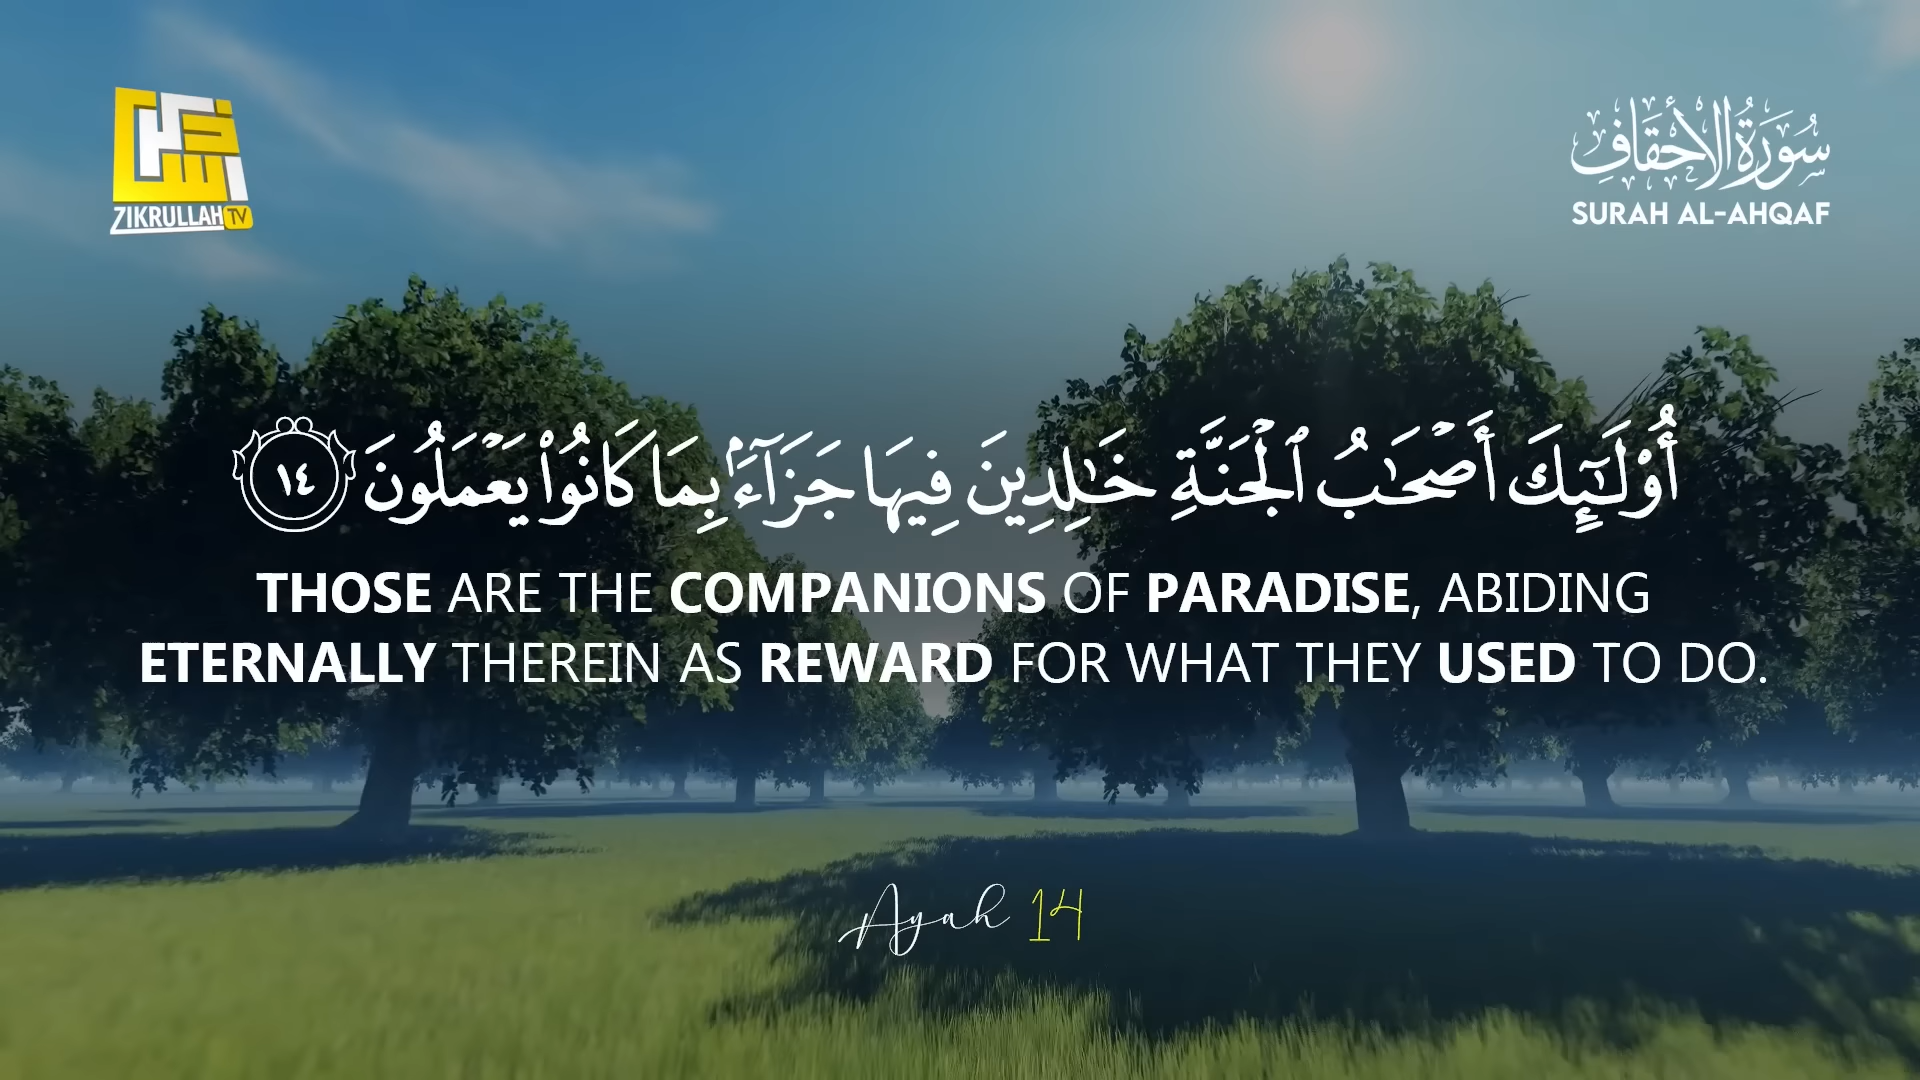 ZIKRULLAH TV
سُورَةُ الأَحْقَافِ
SURAH AL-AHQAF
أُو۟لَـٰٓئِكَ أَصْحَـٰبُ ٱلْجَنَّةِ خَـٰلِدِينَ فِيهَا جَزَآءًۢ بِمَا كَانُوا۟ يَعْمَلُونَ ١٤
THOSE ARE THE COMPANIONS OF PARADISE, ABIDING
ETERNALLY THEREIN AS REWARD FOR WHAT THEY USED TO DO.
Ayah 14